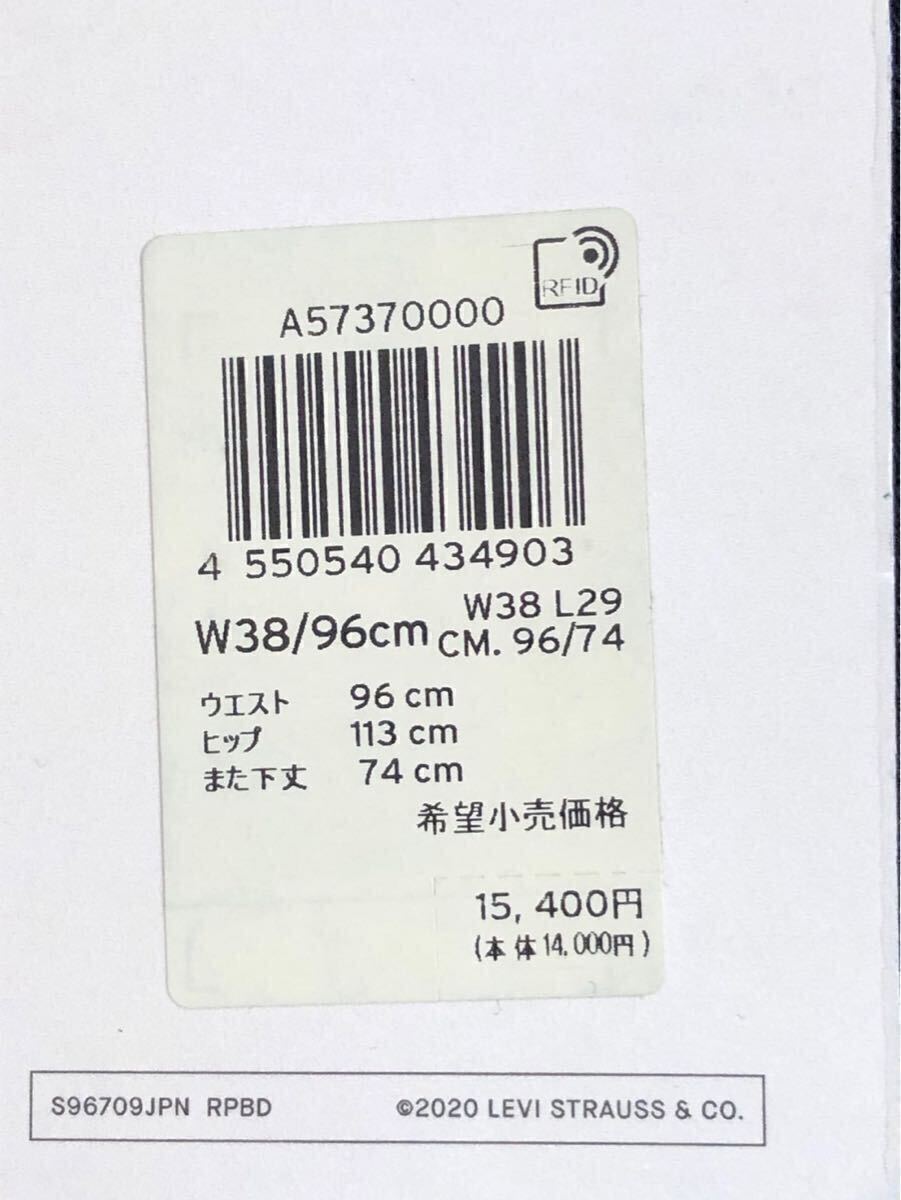 RFID
A57370000
4 550540 434903
W38/96cm
W38 L29
CM. 96/74
ウエスト 96 cm
ヒップ 113 cm
また下丈 74 cm
希望小売価格
15,400円
(本体14.000円)
S96709JPN RPBD ©2020 LEVI STRAUSS & CO.